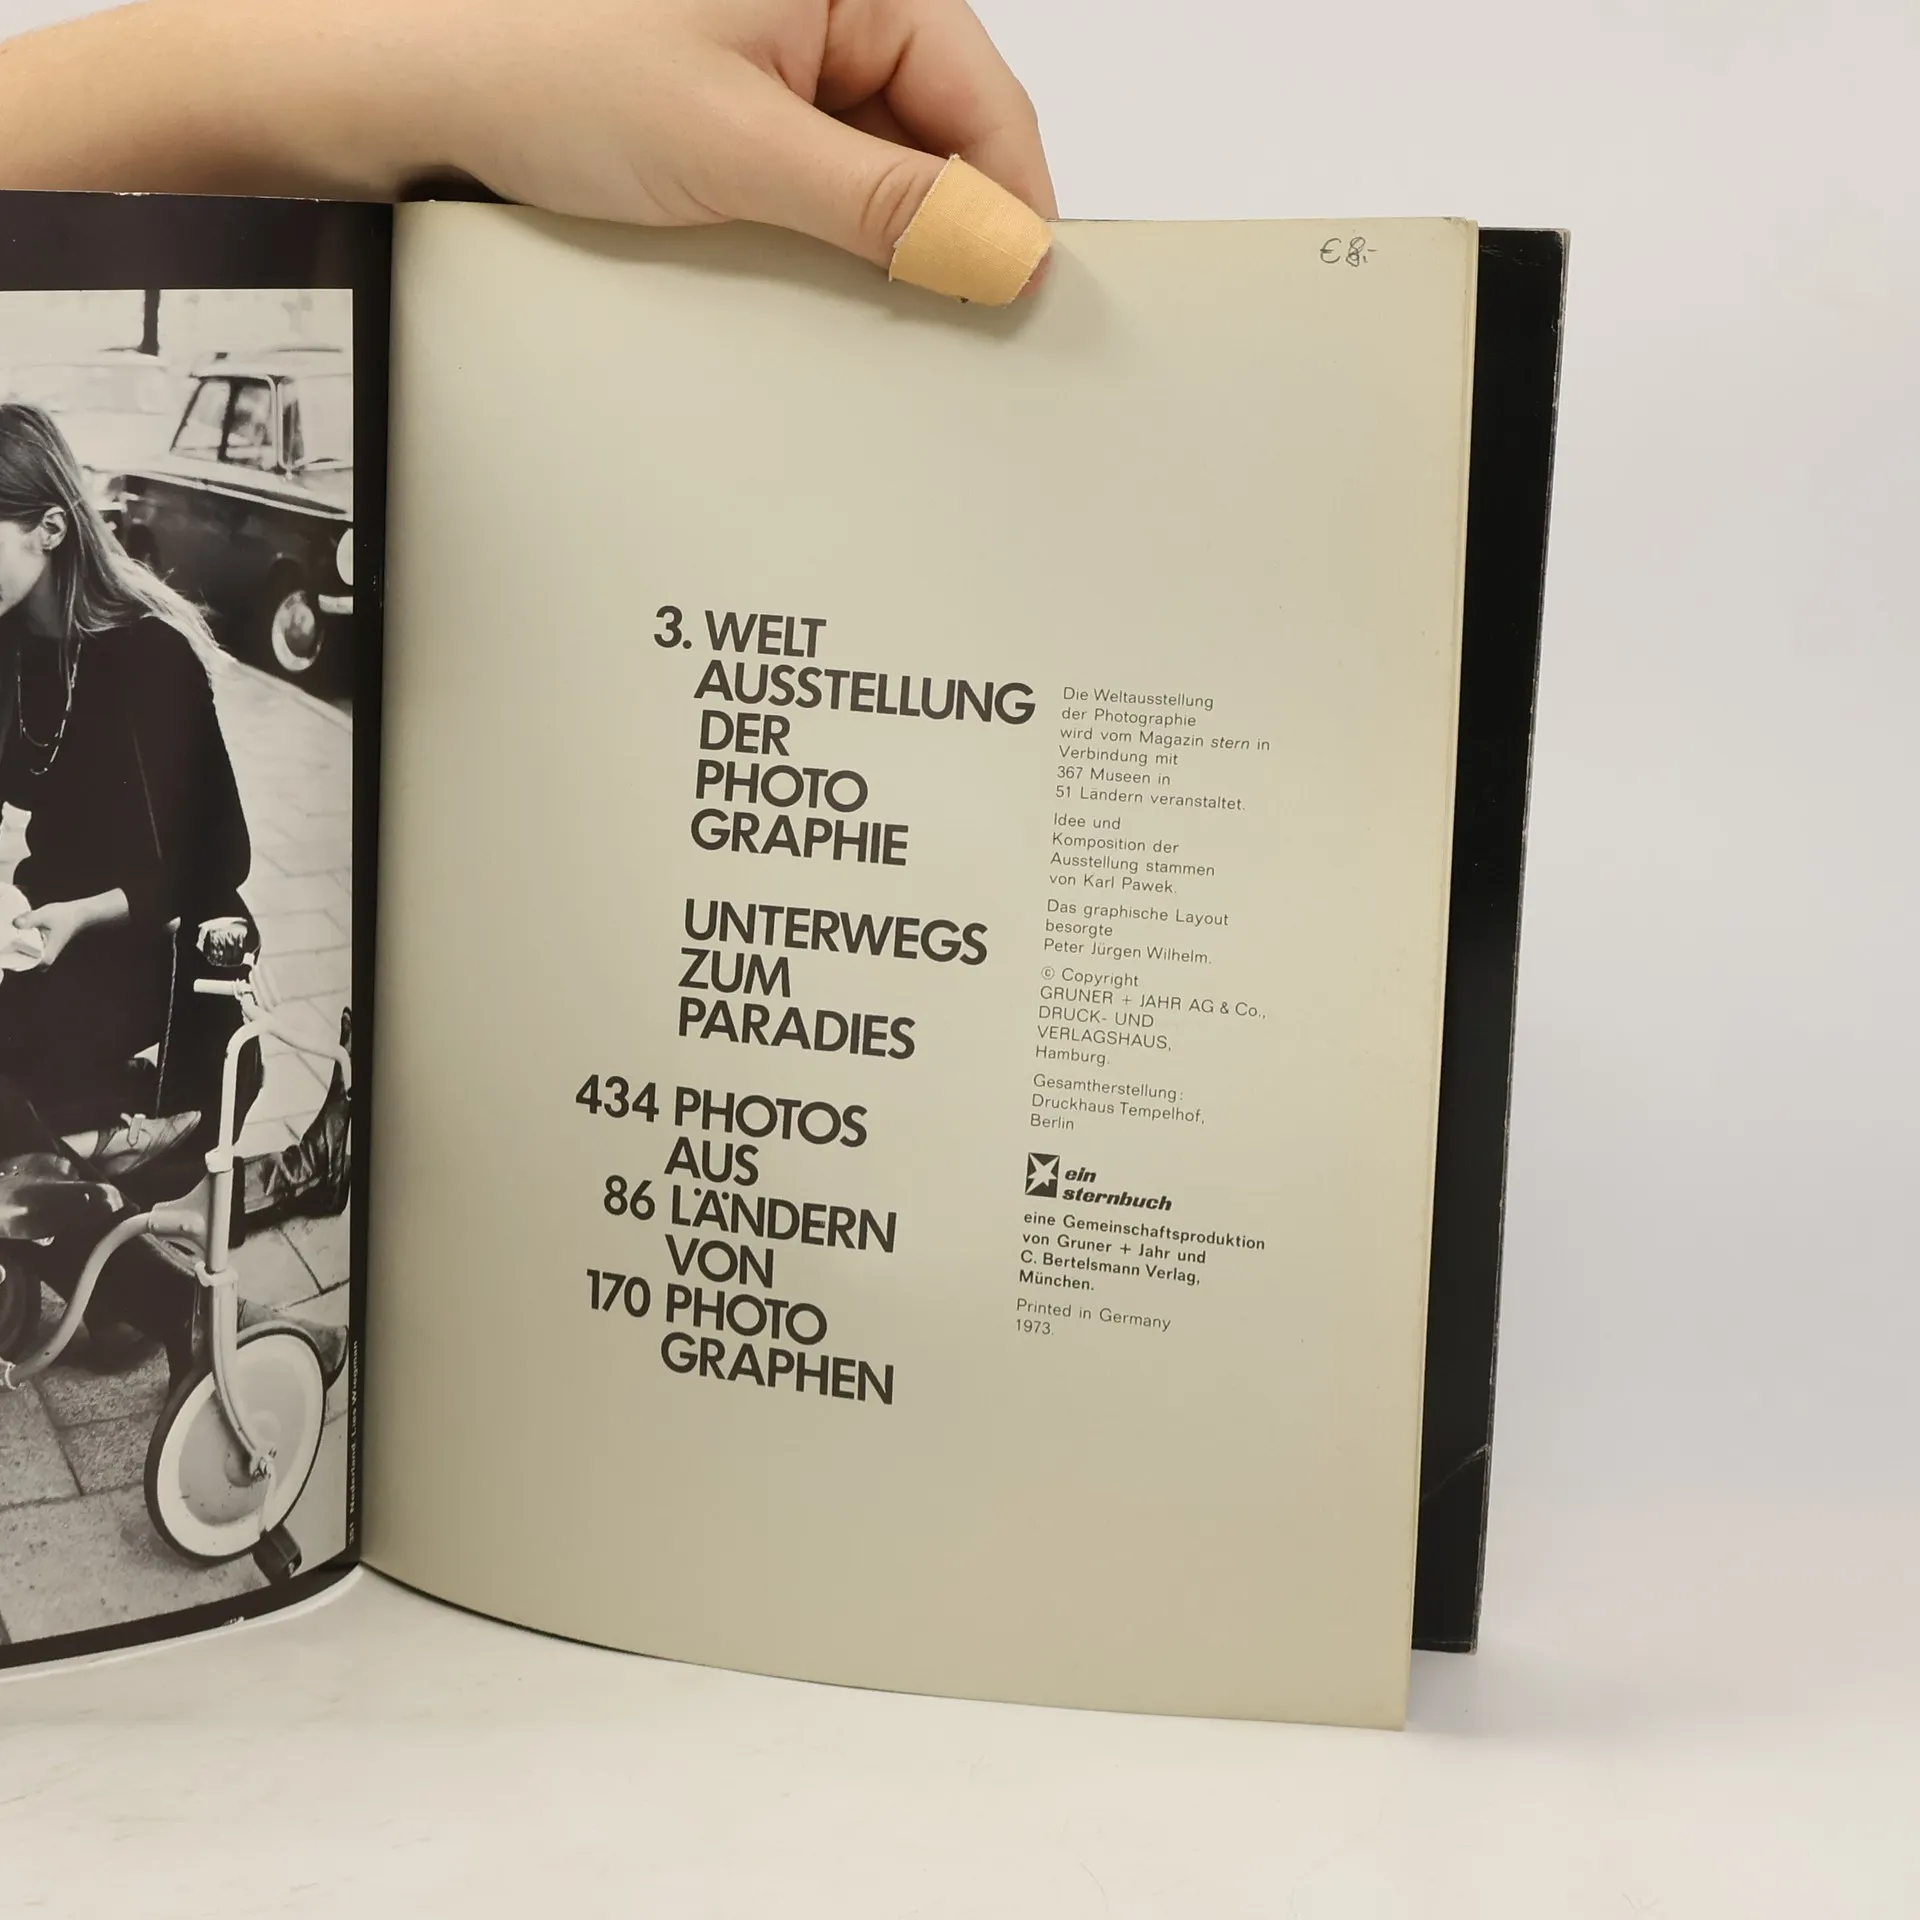 € 8.-
3. WELT
AUSSTELLUNG
DER
PHOTO
GRAPHIE
UNTERWEGS
ZUM
PARADIES
434 PHOTOS
AUS
86 LÄNDERN
VON
170 PHOTO
GRAPHEN
Die Weltausstellung
der Photographie
wird vom Magazin stern in
Verbindung mit
367 Museen in
51 Ländern veranstaltet.
Idee und
Komposition der
Ausstellung stammen
von Karl Pawek.
Das graphische Layout
besorgte
Peter Jürgen Wilhelm.
© Copyright
GRUNER + JAHR AG & Co.,
DRUCK- UND
VERLAGSHAUS,
Hamburg.
Gesamtherstellung:
Druckhaus Tempelhof,
Berlin
ein
sternbuch
eine Gemeinschaftsproduktion
von Gruner + Jahr und
C. Bertelsmann Verlag,
München.
Printed in Germany
1973.
Nederland, Lies Wiegman